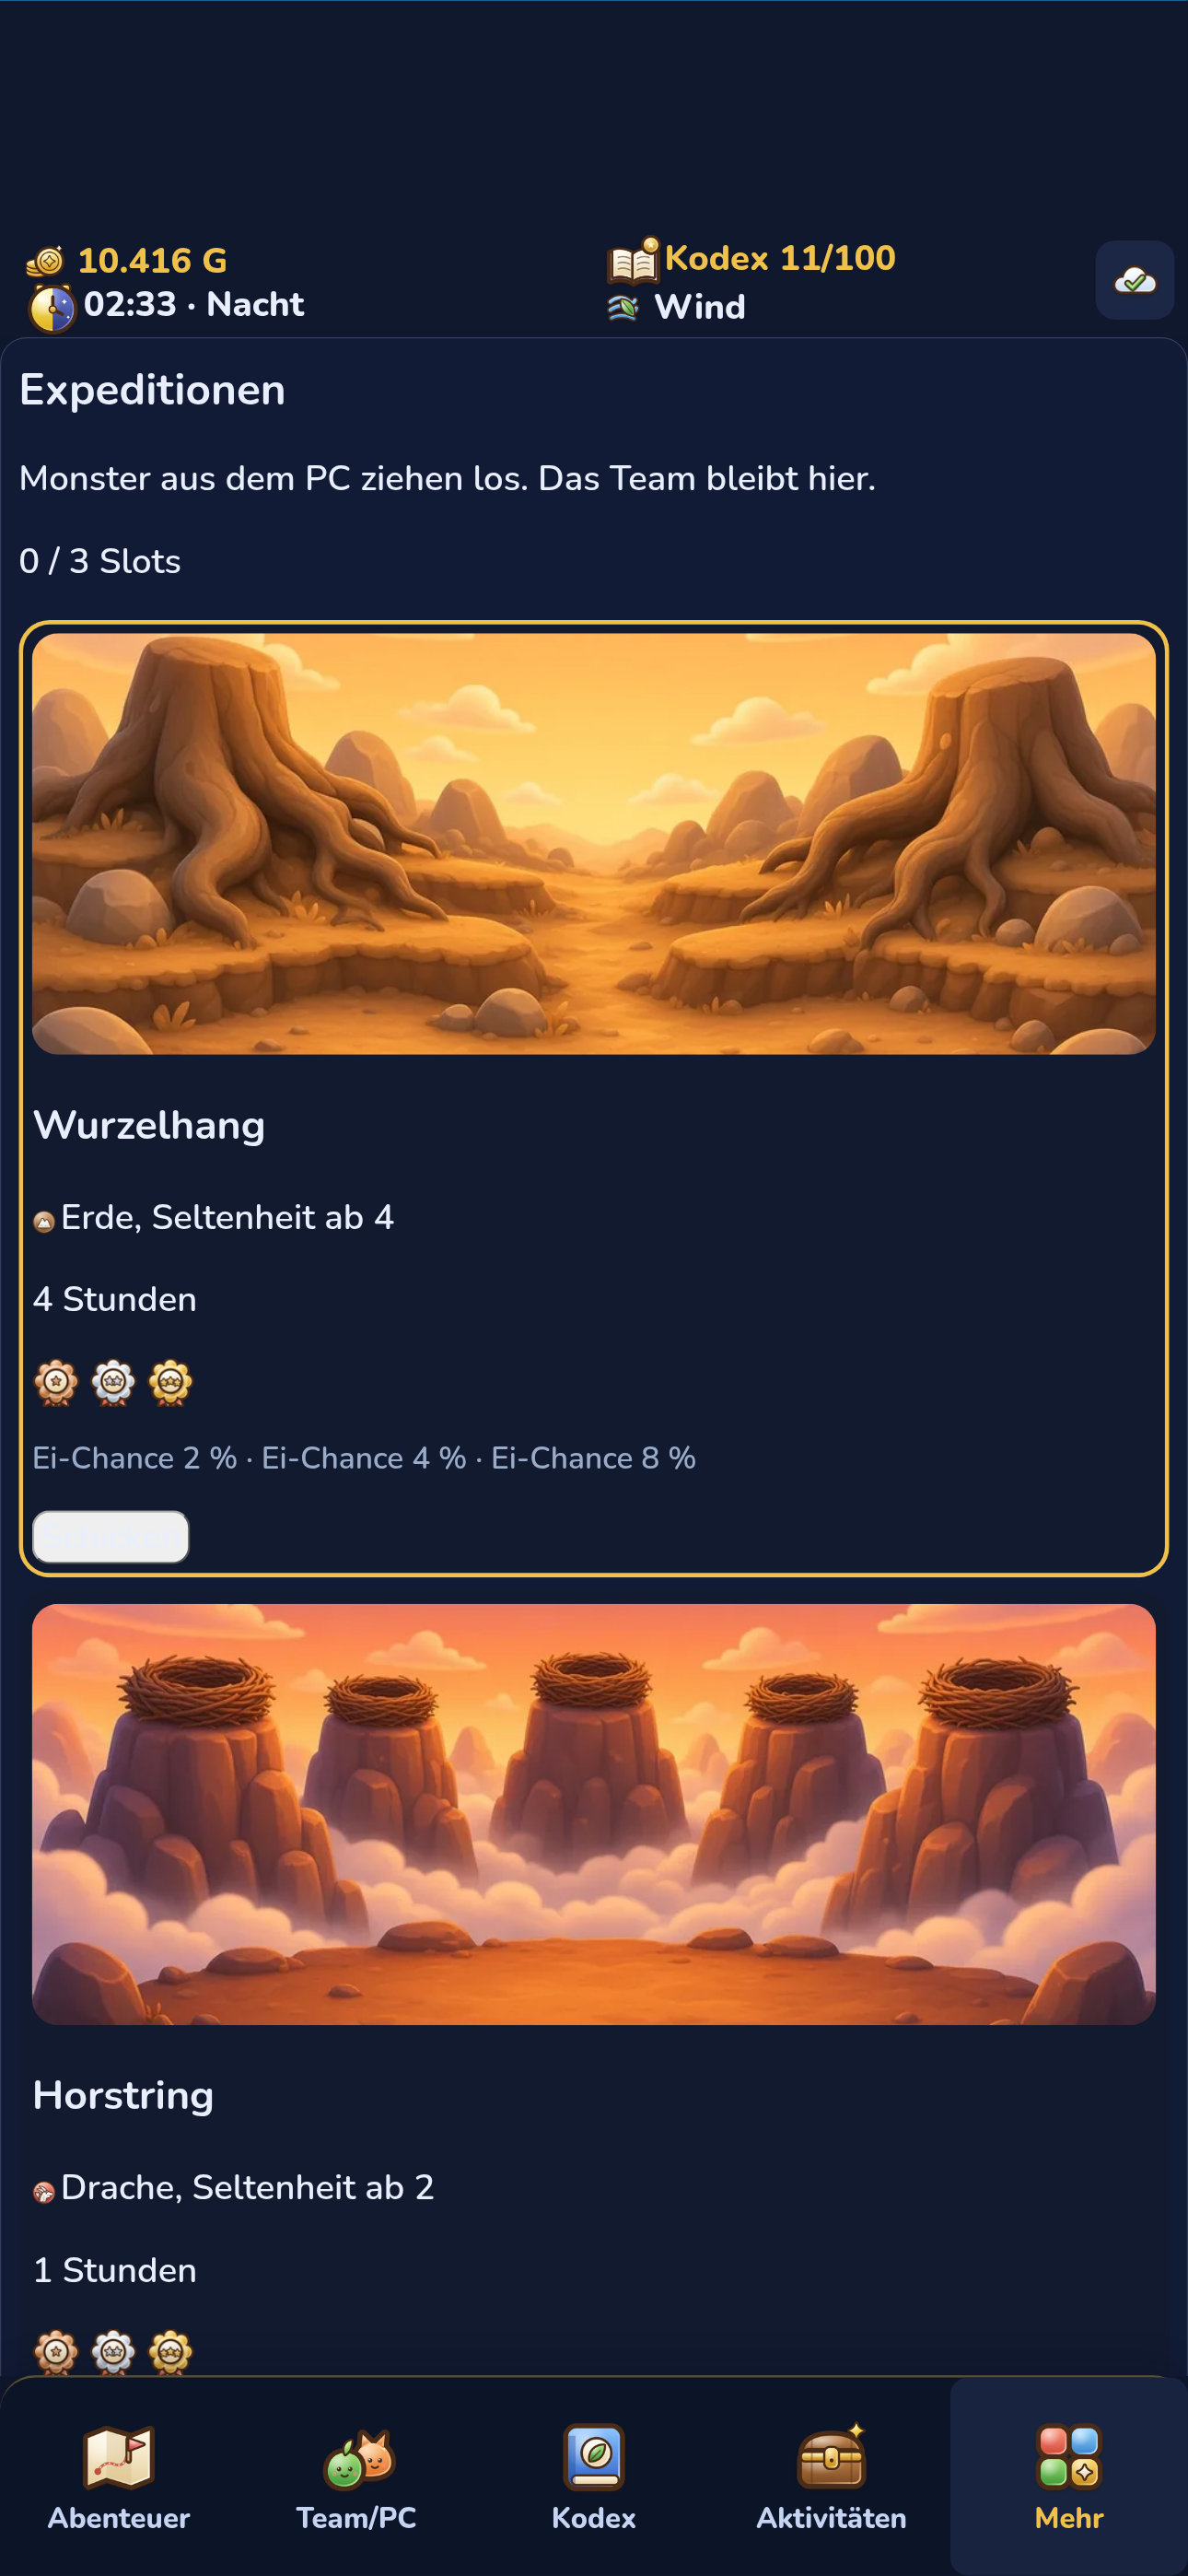 10.416 G
Kodex 11/100
02:33 · Nacht
Wind
Expeditionen
Monster aus dem PC ziehen los. Das Team bleibt hier.
0 / 3 Slots
Wurzelhang
Erde, Seltenheit ab 4
4 Stunden
Ei-Chance 2 % · Ei-Chance 4 % · Ei-Chance 8 %
Horstring
Drache, Seltenheit ab 2
1 Stunden
Abenteuer
Team/PC
Kodex
Aktivitäten
Mehr